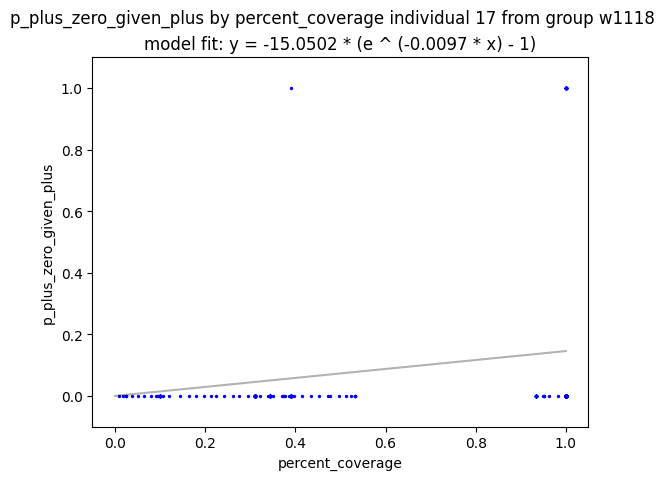 p_plus_zero_given_plus by percent_coverage individual 17 from group w1118
model fit: y = -15.0502 * (e ^ (-0.0097 * x) - 1)
1.0
0.8
0.6
0.4
0.2
0.0
p_plus_zero_given_plus
0.0 0.2 0.4 0.6 0.8 1.0
percent_coverage